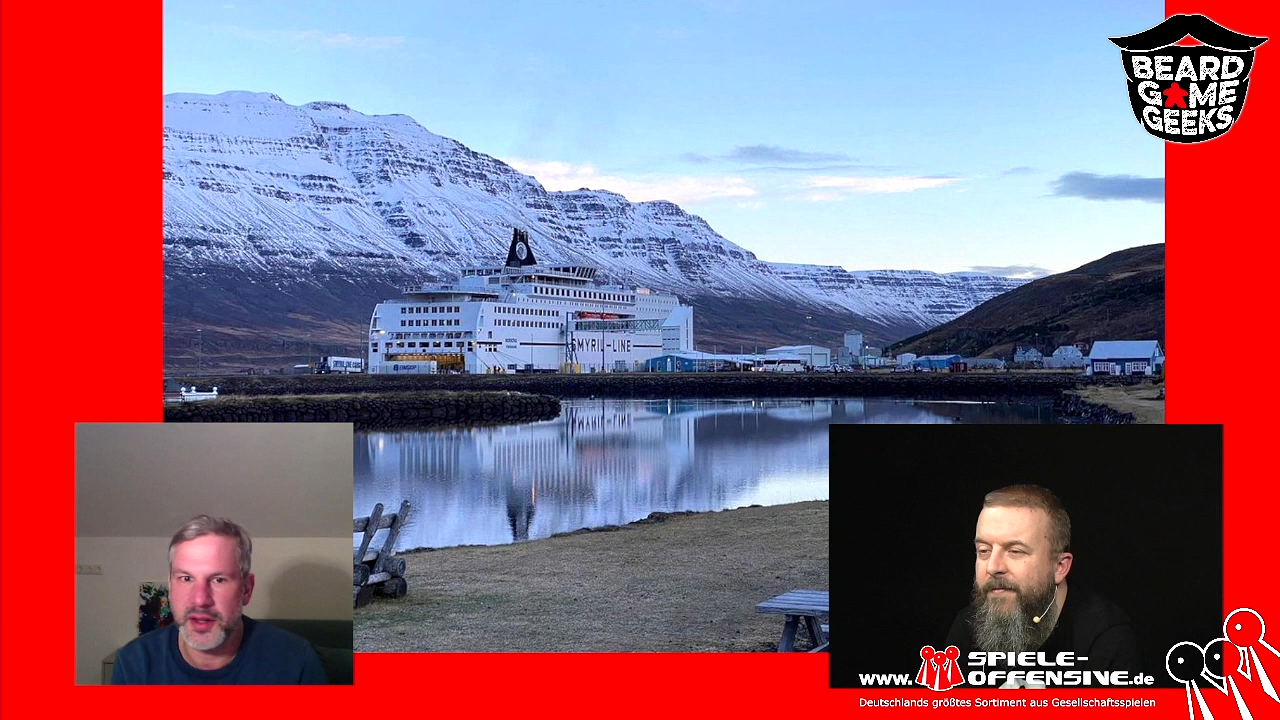 BEARD
GAME
GEEKS
SMYRIL-LINE
www.SPIELE-
OFFENSIVE.de
Deutschlands größtes Sortiment aus Gesellschaftsspielen